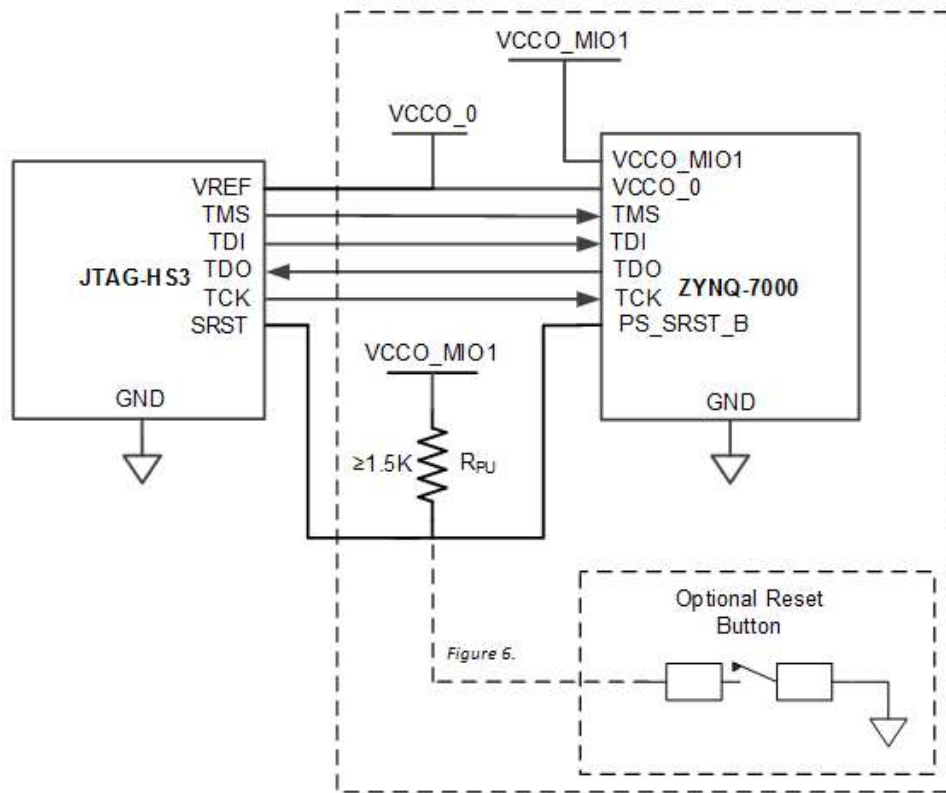 VCCO_MIO1
VCCO_0
VREF
TMS
TDI
JTAG-HS3
TDO
TCK
SRST
GND
VCCO_MIO1
VCCO_0
TMS
TDI
TDO
ZYNQ-7000
TCK
PS_SRST_B
GND
VCCO_MIO1
≥1.5K
RPU
Optional Reset
Button
Figure 6.